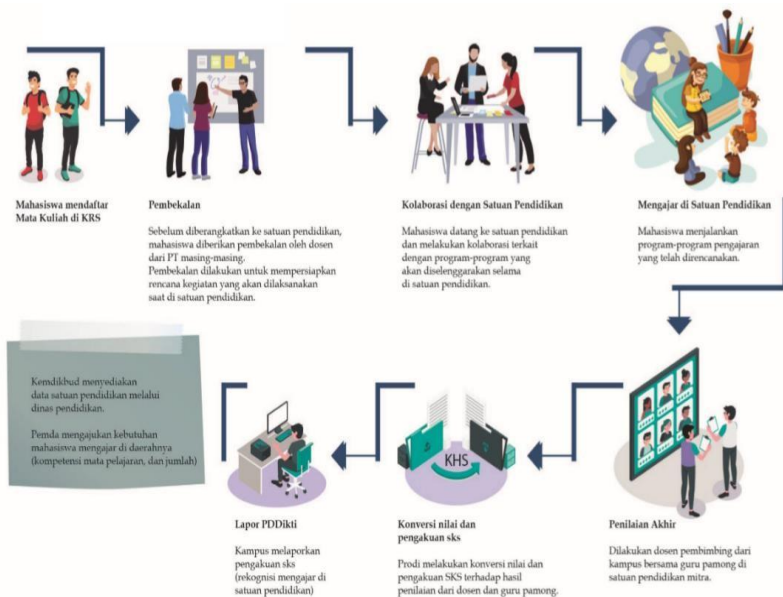 Mahasiswa mendaftar
Mata Kuliah di KRS
Pembekalan
Sebelum diberangkatkan ke satuan pendidikan,
mahasiswa diberikan pembekalan oleh dosen
dari PT masing-masing.
Pembekalan dilakukan untuk mempersiapkan
rencana kegiatan yang akan dilaksanakan
saat di satuan pendidikan.
Kolaborasi dengan Satuan Pendidikan
Mahasiswa datang ke satuan pendidikan
dan melakukan kolaborasi terkait
dengan program-program yang
akan diselenggarakan selama
di satuan pendidikan.
Mengajar di Satuan Pendidikan
Mahasiswa menjalankan
program-program pengajaran
yang telah direncanakan.
Kemdikbud menyediakan
data satuan pendidikan melalui
dinas pendidikan.
Pemda mengajukan kebutuhan
mahasiswa mengajar di daerahnya
(kompetensi mata pelajaran, dan jumlah)
Lapor PDDikti
Kampus melaporkan
pengakuan sks
(rekognisi mengajar di
satuan pendidikan)
KHS
Konversi nilai dan
pengakuan sks
Prodi melakukan konversi nilai dan
pengakuan SKS terhadap hasil
penilaian dari dosen dan guru pamong.
Penilaian Akhir
Dilakukan dosen pembimbing dari
kampus bersama guru pamong di
satuan pendidikan mitra.